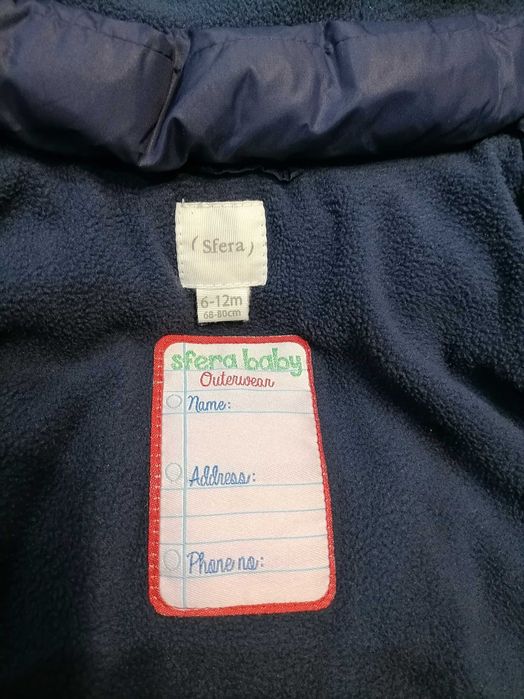 ( Sfera )
6-12m
68-80cm
sfera baby
Outerwear
Name:
Address:
Phone no: